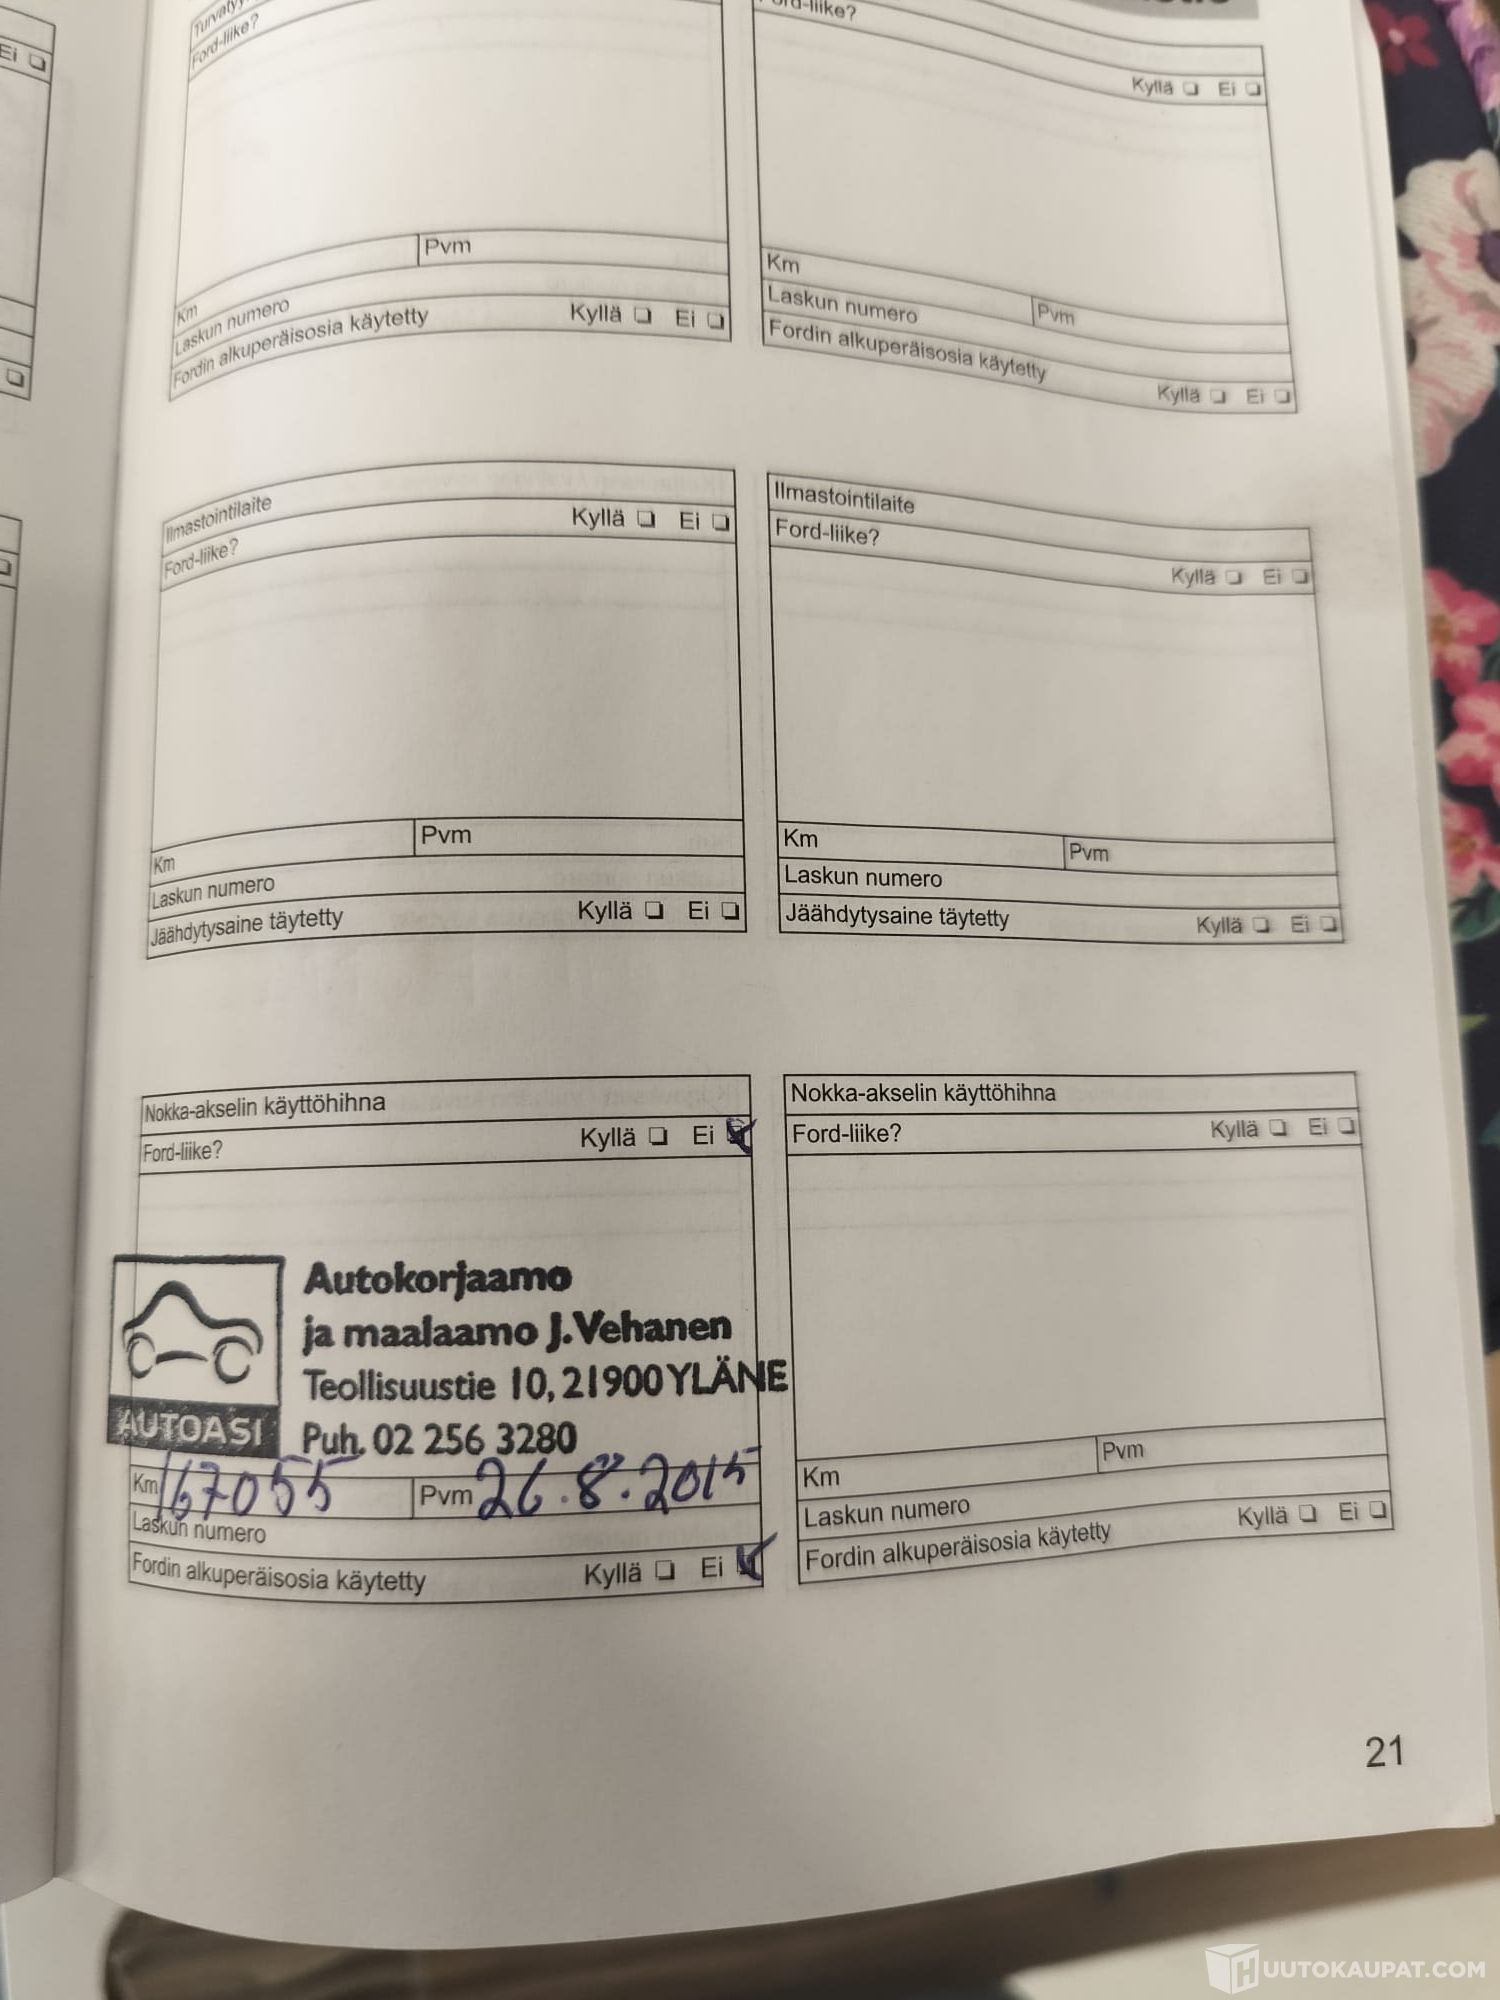 Ei ❏
Ford-liike?
Km
Pvm
Laskun numero
Fordin alkuperäisosia käytetty
Kyllä ❏ Ei ❏
Kyllä ❏ Ei ❏
Km
Pvm
Laskun numero
Fordin alkuperäisosia käytetty
Kyllä ❏ Ei ❏
Ilmastointilaite
Ford-liike?
Kyllä ❏ Ei ❏
Km
Pvm
Laskun numero
Jäähdytysaine täytetty
Kyllä ❏ Ei ❏
Ilmastointilaite
Ford-liike?
Kyllä ❏ Ei ❏
Km
Pvm
Laskun numero
Jäähdytysaine täytetty
Kyllä ❏ Ei ❏
Nokka-akselin käyttöhihna
Ford-liike?
Kyllä ❏ Ei
Autokorjaamo
ja maalaamo J. Vehanen
Teollisuustie 10, 21900 YLÄNE
Puh. 02 256 3280
AUTOASI
Km 167055
Pvm 26.8.2015
Laskun numero
Fordin alkuperäisosia käytetty
Kyllä ❏ Ei
Nokka-akselin käyttöhihna
Ford-liike?
Kyllä ❏ Ei ❏
Km
Pvm
Laskun numero
Fordin alkuperäisosia käytetty
Kyllä ❏ Ei ❏
21
HUUTOKAUPAT.COM